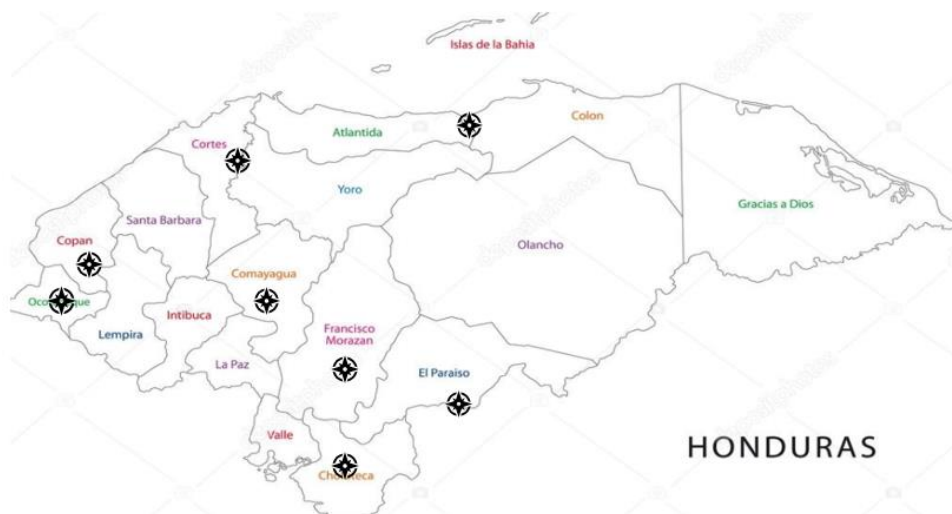 Islas de la Bahia
Colon
Atlantida
Cortes
Yoro
Gracias a Dios
Santa Barbara
Copan
Olancho
Comayagua
Intibuca
Francisco
Morazan
Lempira
La Paz
El Paraiso
Valle
HONDURAS